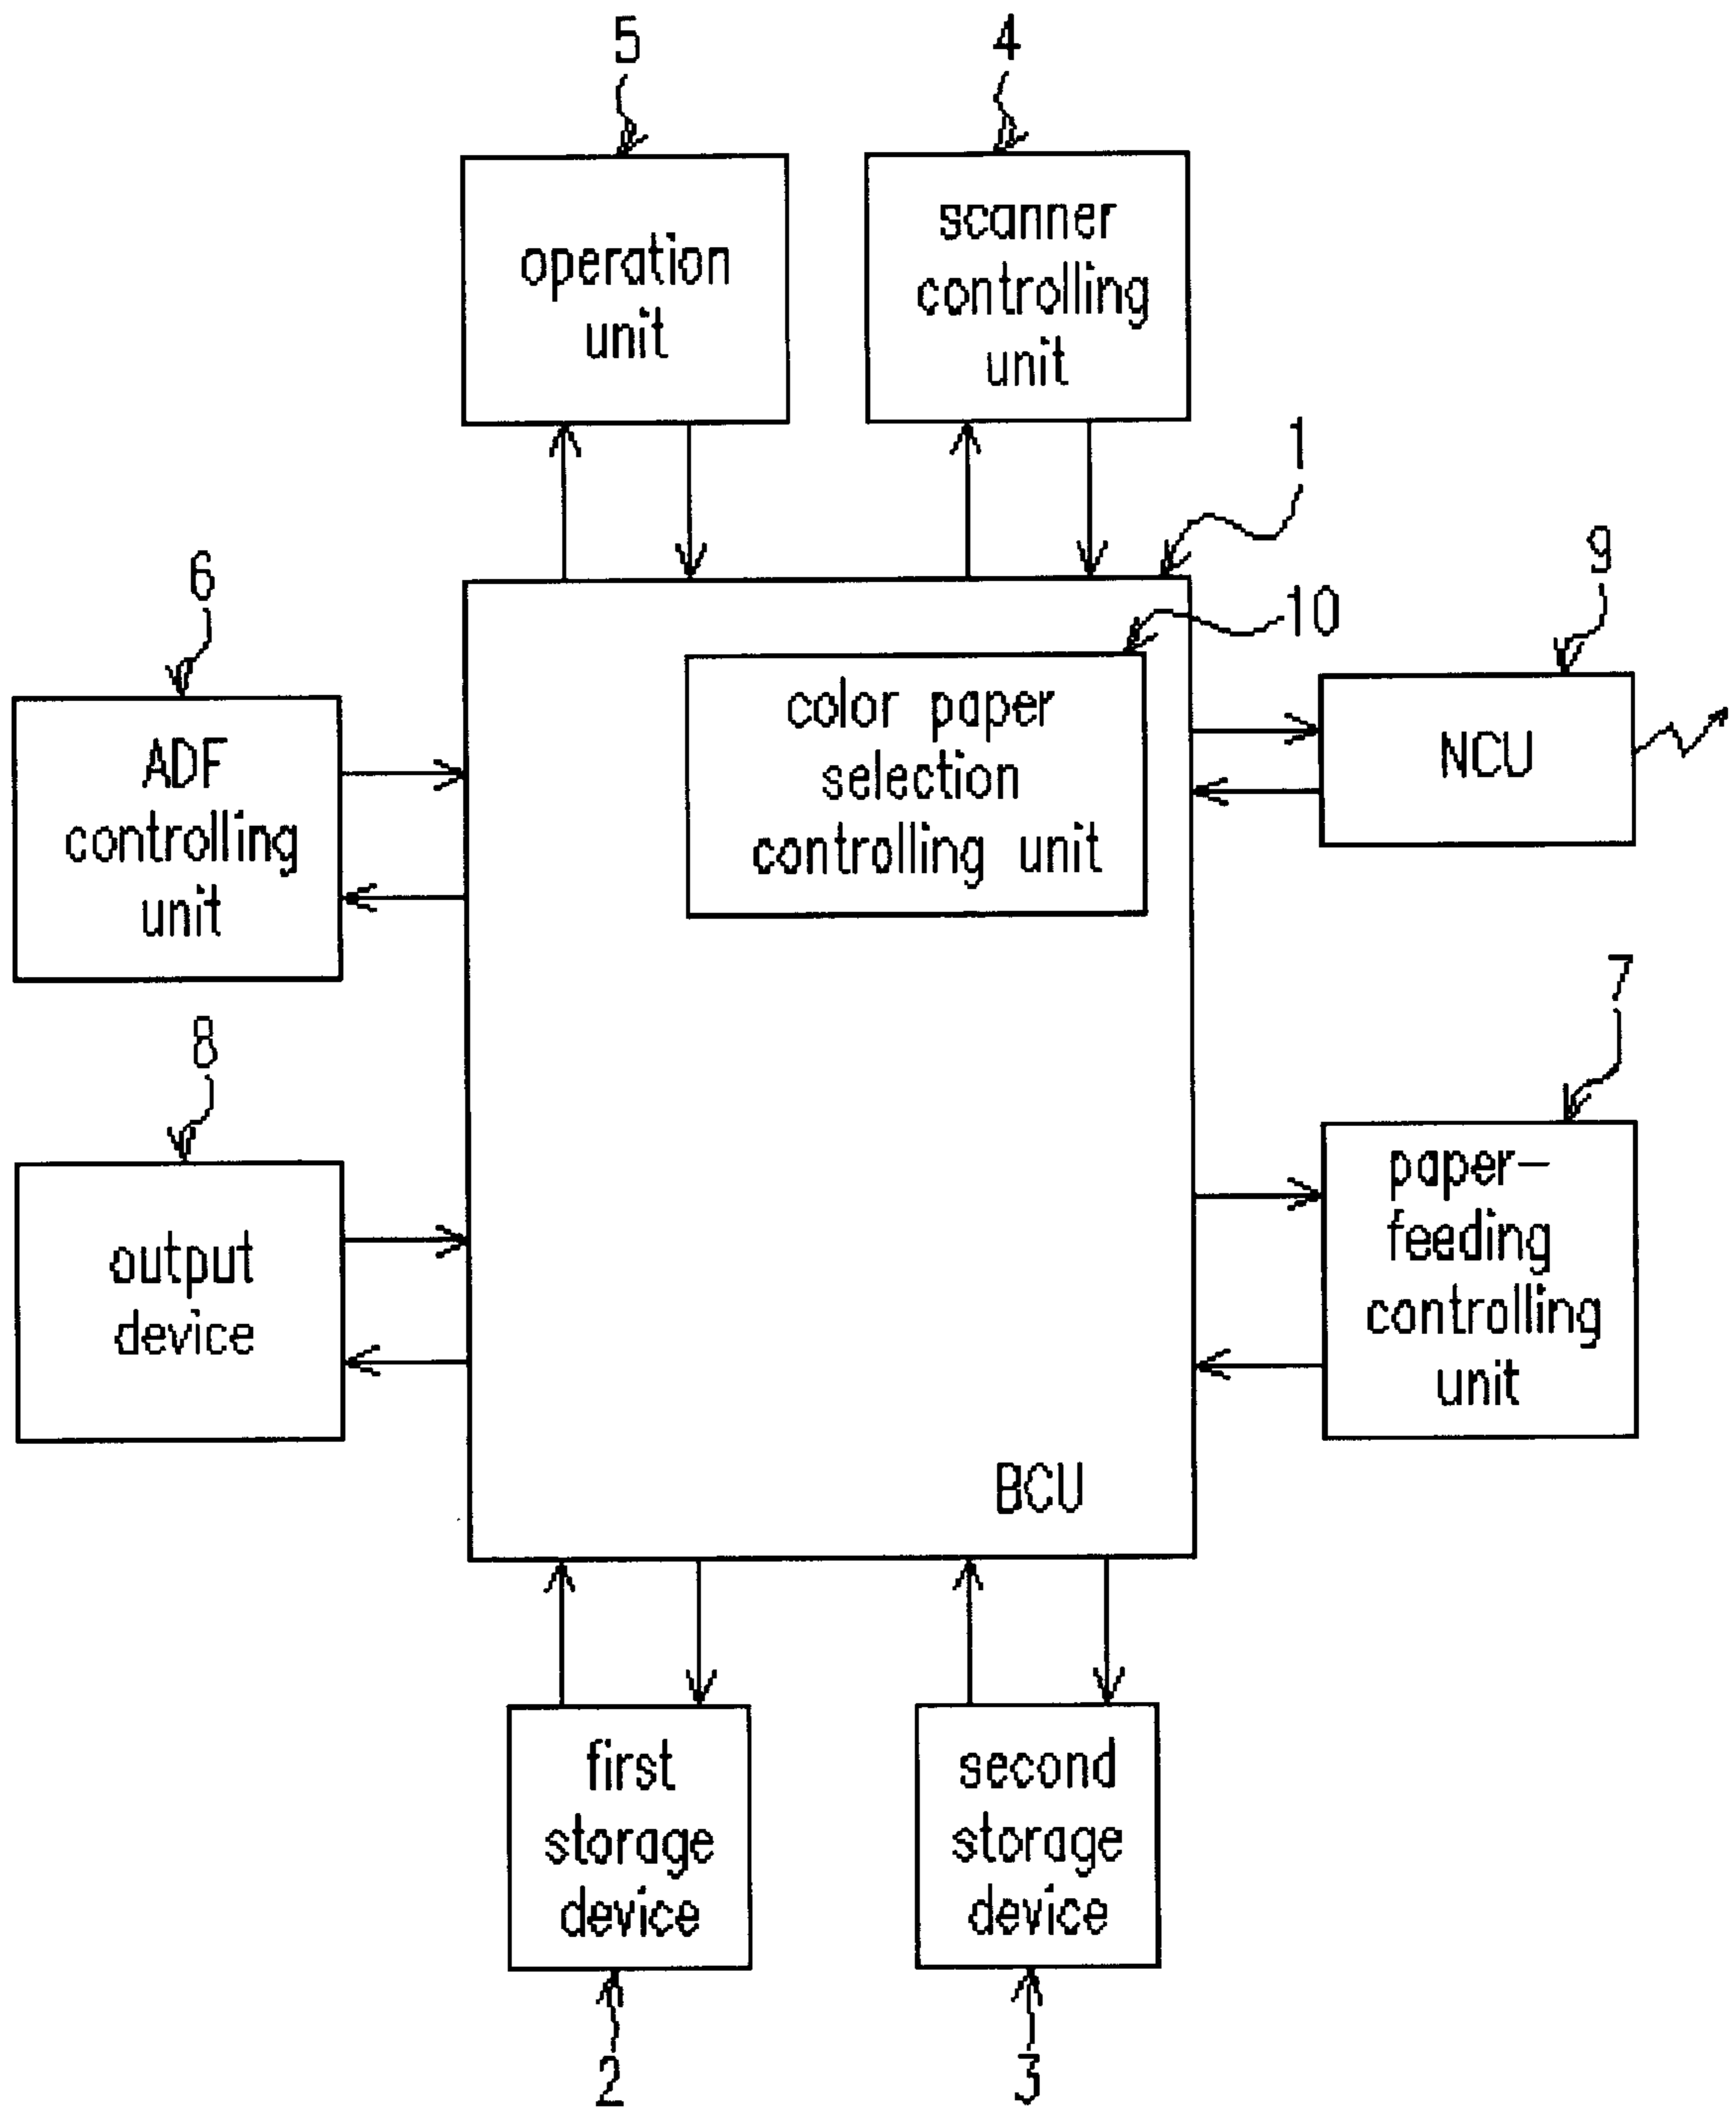 5
4
operation
unit
scanner
controlling
unit
1
6
9
10
ADF
controlling
unit
color paper
selection
controlling unit
NCU
8
7
output
device
paper-
feeding
controlling
unit
BCU
first
storage
device
second
storage
device
2
3